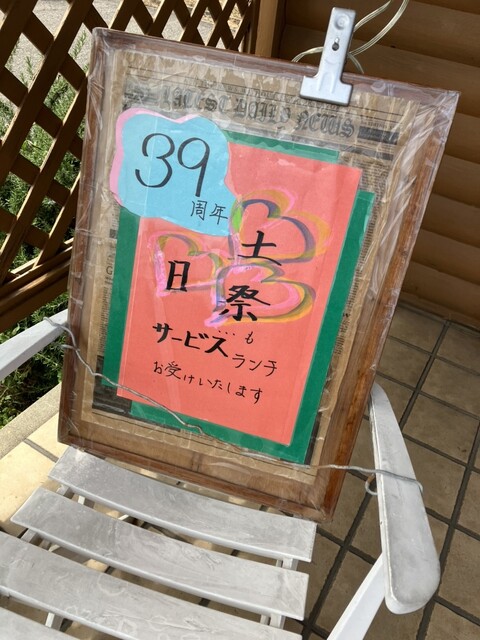 39
周年
土
日
祭
…も
サービスランチ
お受けいたします